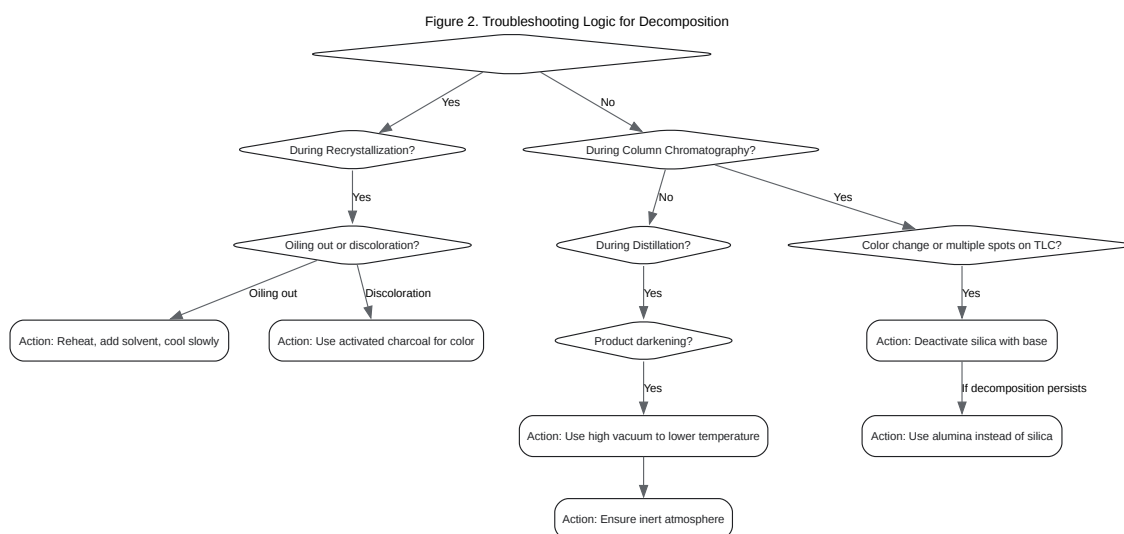 Figure 2. Troubleshooting Logic for Decomposition
Yes
No
During Recrystallization?
During Column Chromatography?
Yes
No
Yes
Oiling out or discoloration?
During Distillation?
Color change or multiple spots on TLC?
Oiling out
Discoloration
Yes
Yes
Action: Reheat, add solvent, cool slowly
Action: Use activated charcoal for color
Product darkening?
Action: Deactivate silica with base
Yes
If decomposition persists
Action: Use high vacuum to lower temperature
Action: Use alumina instead of silica
Action: Ensure inert atmosphere